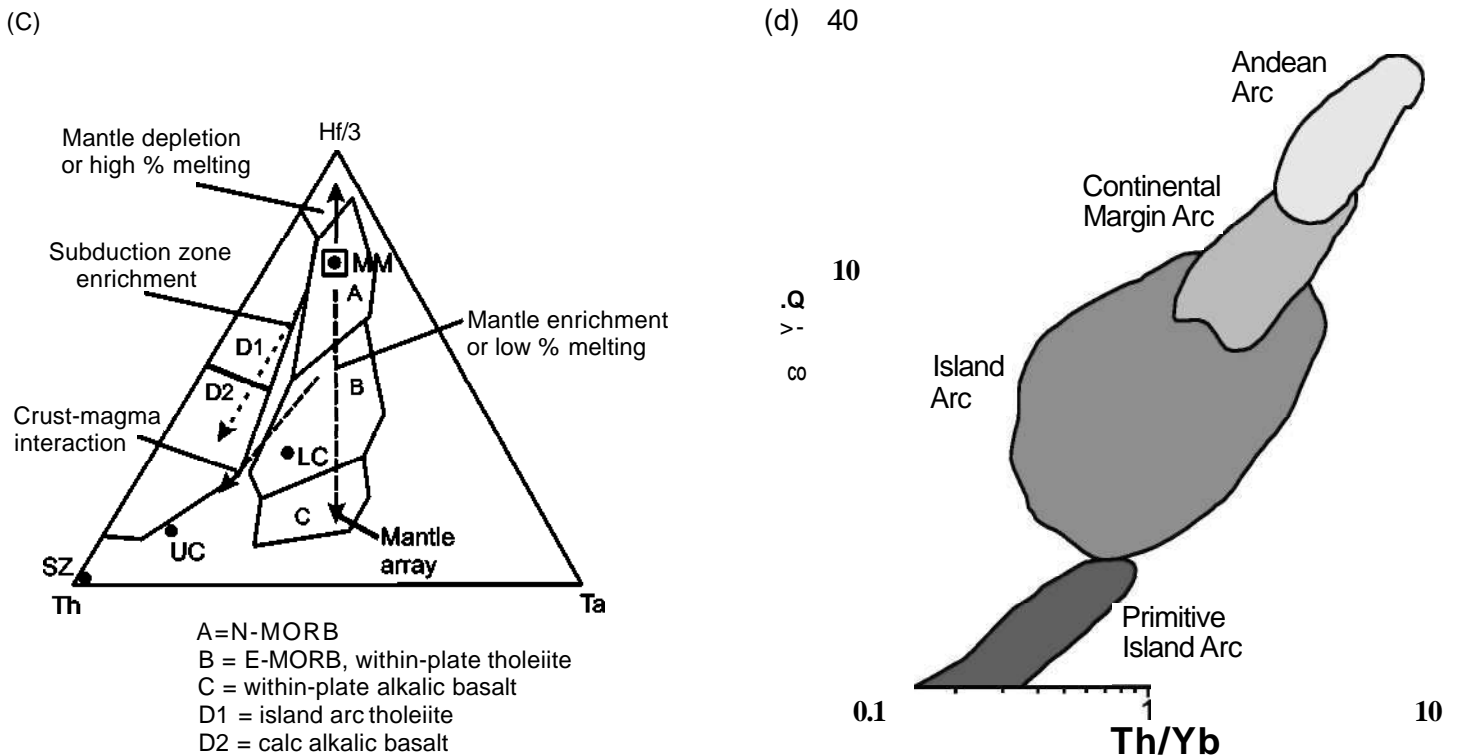 (C)
Mantle depletion
or high % melting
Hf/3
Subduction zone
enrichment
MM
A
Mantle enrichment
or low % melting
D1
D2
B
Crust-magma
interaction
LC
C
Mantle
array
UC
SZ
Th
Ta
A=N-MORB
B = E-MORB, within-plate tholeiite
C = within-plate alkalic basalt
D1 = island arc tholeiite
D2 = calc alkalic basalt
(d)
40
Andean
Arc
Continental
Margin Arc
10
.Q
>-
co
Island
Arc
Primitive
Island Arc
0.1
1
10
Th/Yb